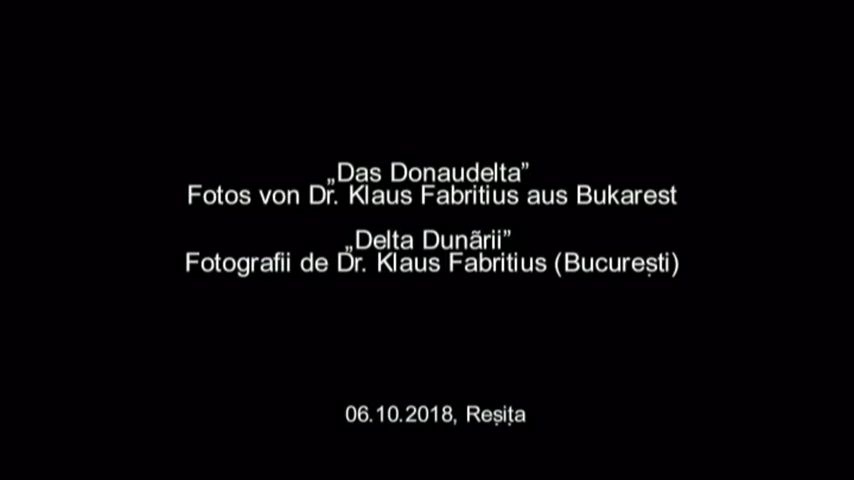 „Das Donaudelta”
Fotos von Dr. Klaus Fabritius aus Bukarest
„Delta Dunãrii”
Fotografii de Dr. Klaus Fabritius (București)
06.10.2018, Reșița